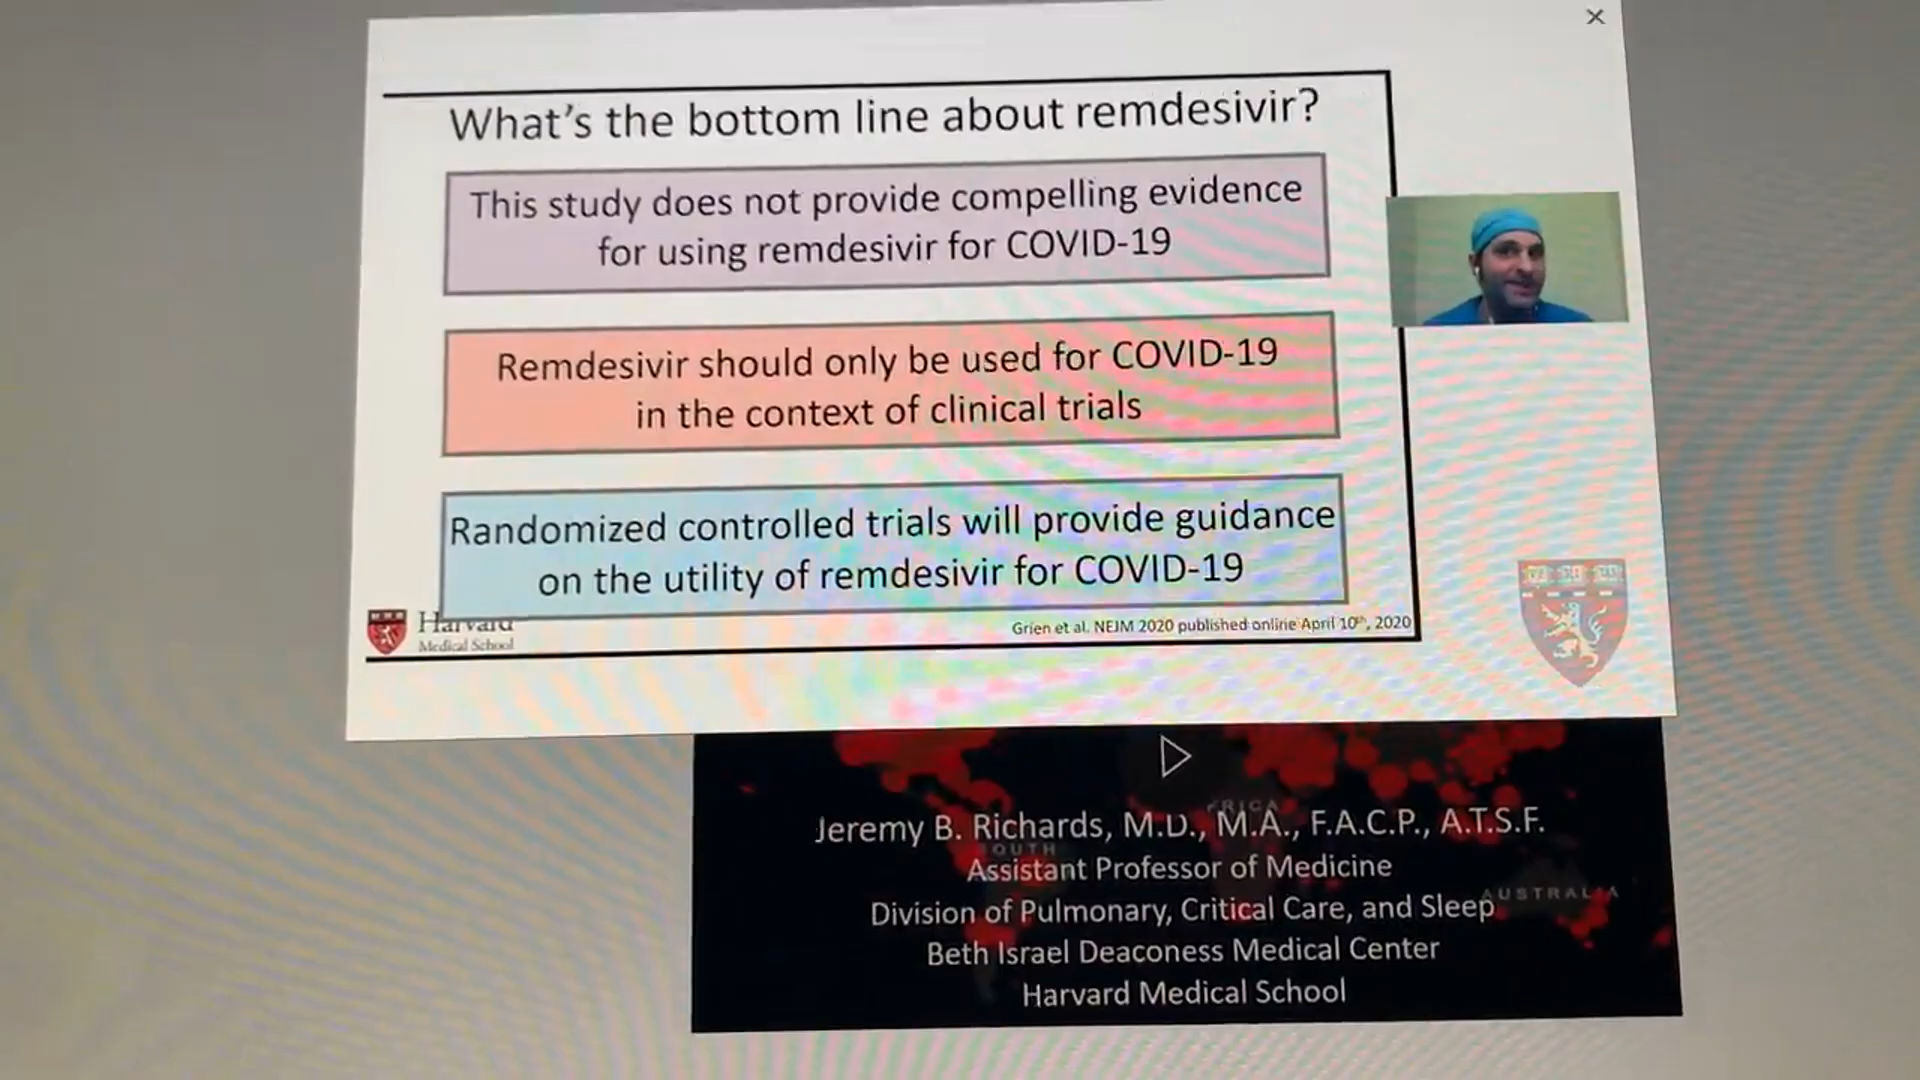 What's the bottom line about remdesivir?
This study does not provide compelling evidence
for using remdesivir for COVID-19
Remdesivir should only be used for COVID-19
in the context of clinical trials
Randomized controlled trials will provide guidance
on the utility of remdesivir for COVID-19
Harvard
Medical School
Grien et al. NEJM 2020 published online April 10th, 2020
Jeremy B. Richards, M.D., M.A., F.A.C.P., A.T.S.F.
Assistant Professor of Medicine
AUSTRALIA
Division of Pulmonary, Critical Care, and Sleep
Beth Israel Deaconess Medical Center
Harvard Medical School